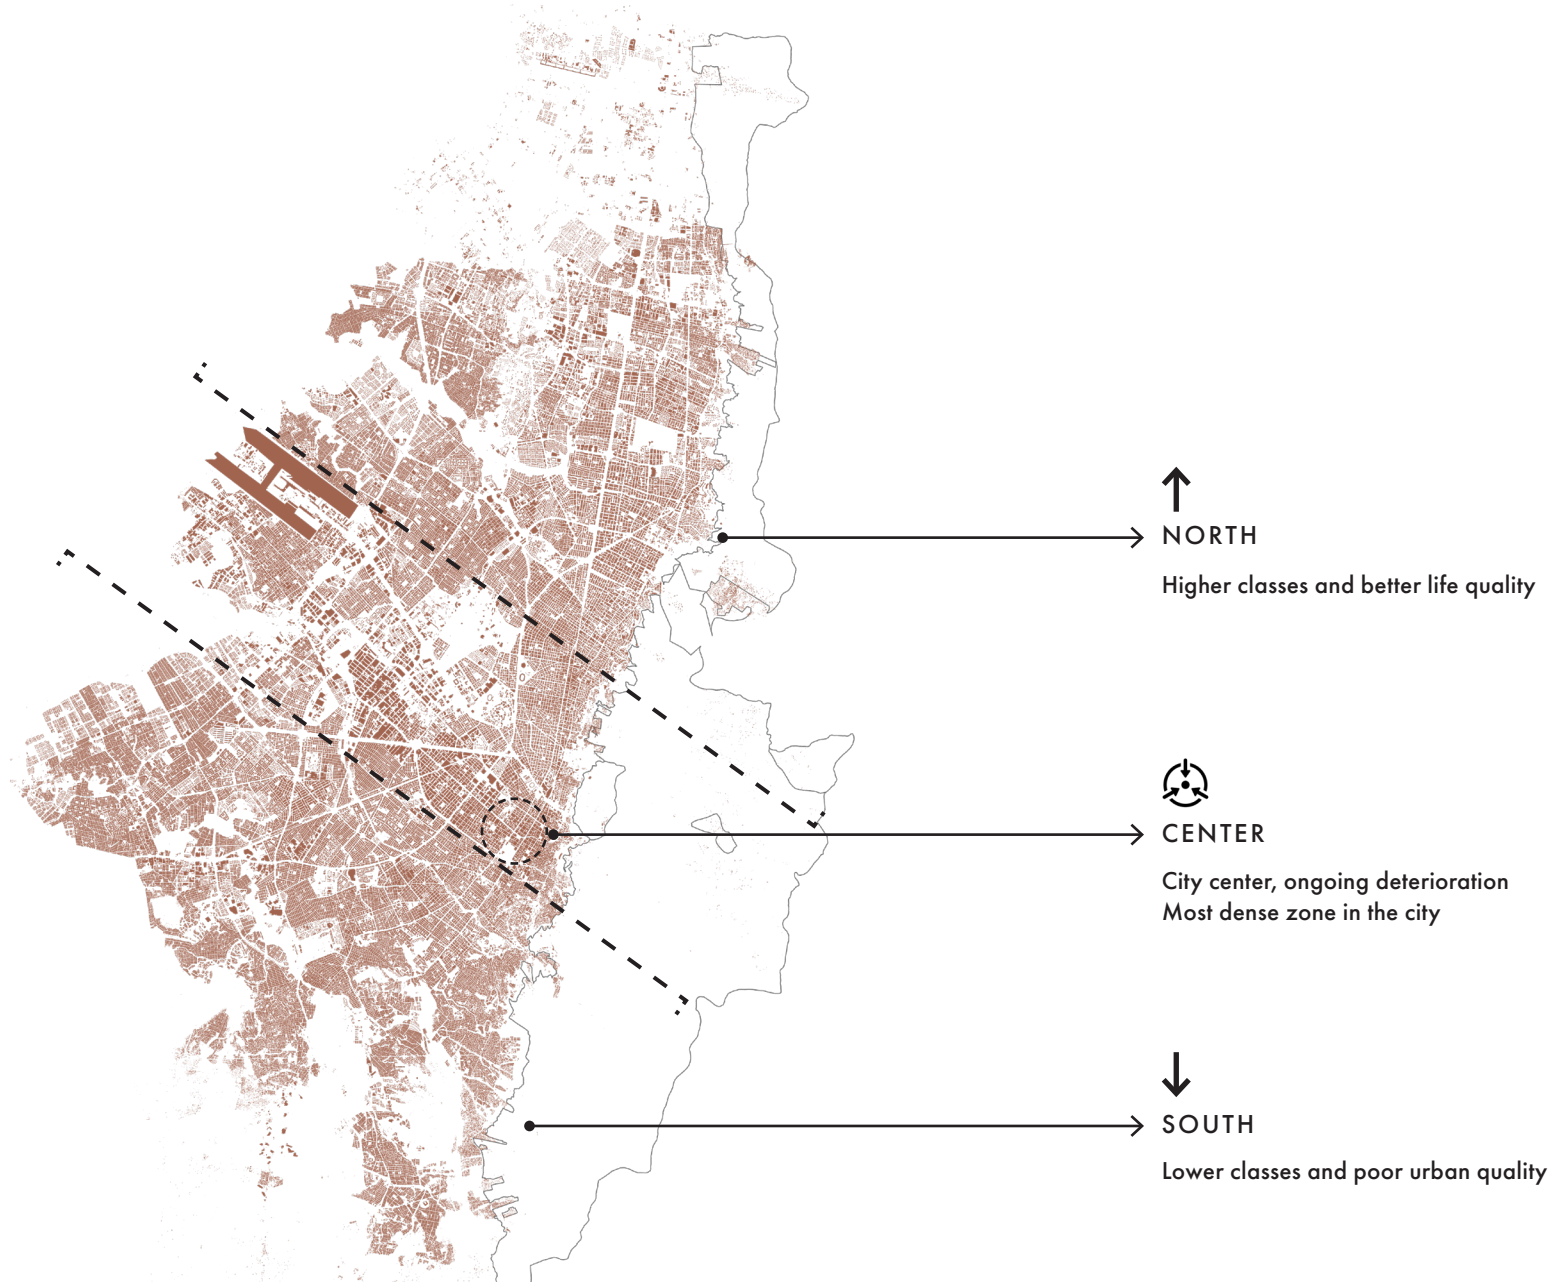 NORTH
Higher classes and better life quality
CENTER
City center, ongoing deterioration
Most dense zone in the city
SOUTH
Lower classes and poor urban quality